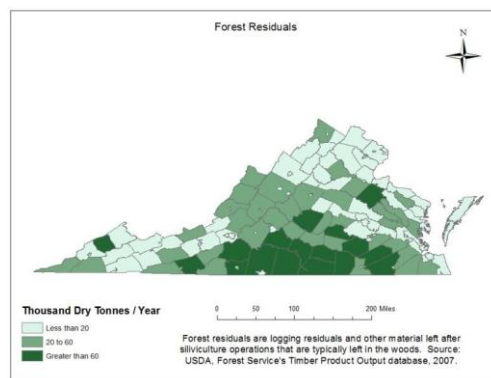 Forest Residuals
N
Thousand Dry Tonnes / Year
Less than 20
20 to 60
Greater than 60
0 50 100 200 Miles
Forest residuals are logging residuals and other material left after
siliviculture operations that are typically left in the woods. Source:
USDA, Forest Service's Timber Product Output database, 2007.